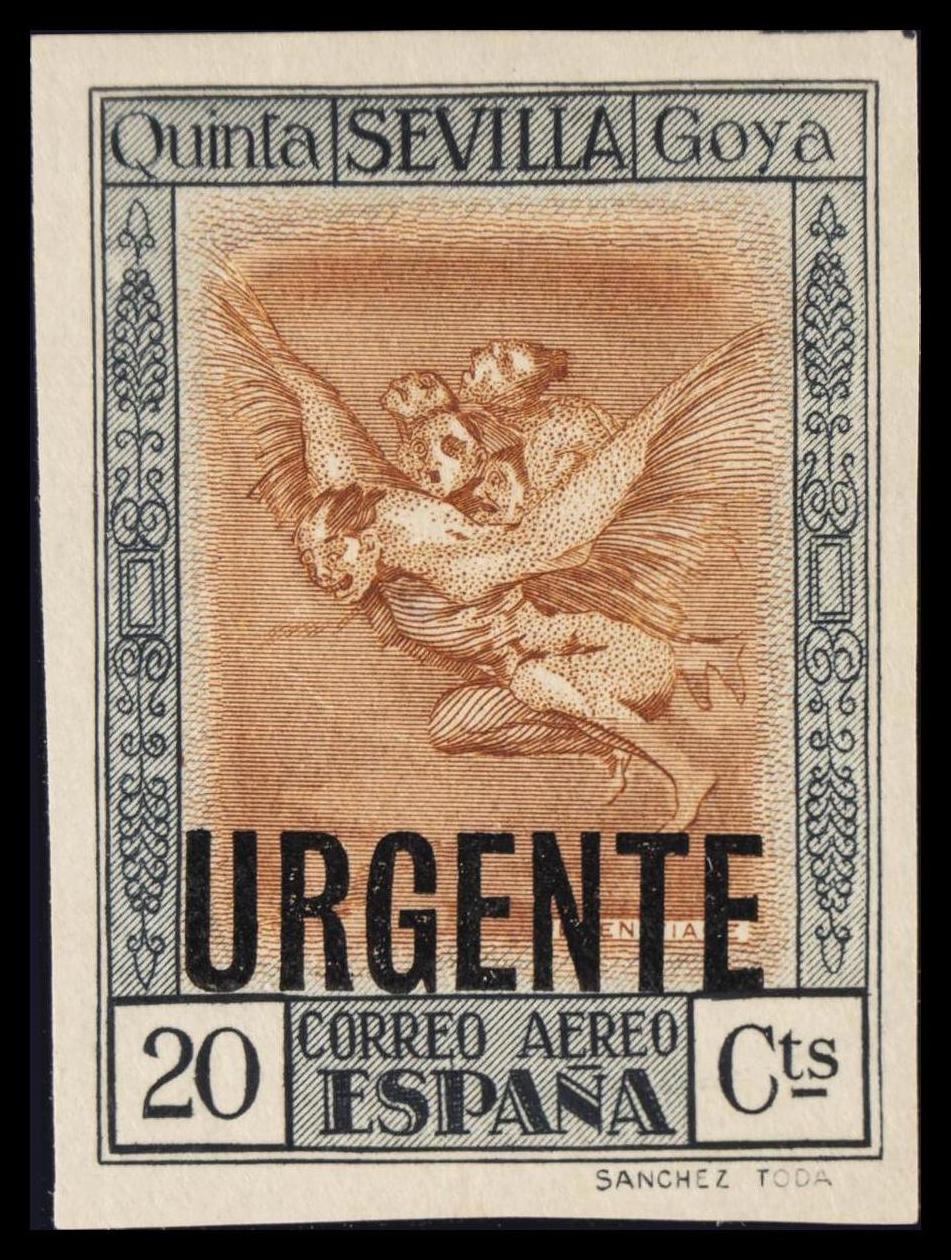 Quinta SEVILLA Goya
URGENTE
20 CORREO AEREO Cts
ESPAÑA
SANCHEZ TODA